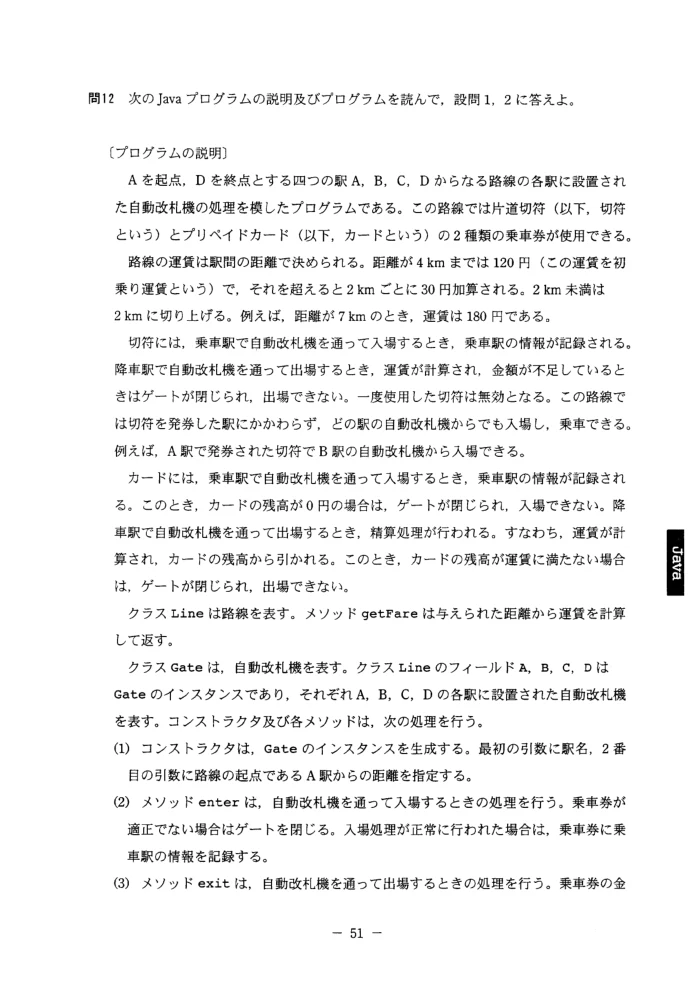 問12 次の Java プログラムの説明及びプログラムを読んで，設問 1，2 に答えよ。
〔プログラムの説明〕
A を起点，D を終点とする四つの駅 A，B，C，D からなる路線の各駅に設置され
た自動改札機の処理を模したプログラムである。この路線では片道切符（以下，切符
という）とプリペイドカード（以下，カードという）の 2 種類の乗車券が使用できる。
路線の運賃は駅間の距離で決められる。距離が 4 km までは 120 円（この運賃を初
乗り運賃という）で，それを超えると 2 km ごとに 30 円加算される。2 km 未満は
2 km に切り上げる。例えば，距離が 7 km のとき，運賃は 180 円である。
切符には，乗車駅で自動改札機を通って入場するとき，乗車駅の情報が記録される。
降車駅で自動改札機を通って出場するとき，運賃が計算され，金額が不足していると
きはゲートが閉じられ，出場できない。一度使用した切符は無効となる。この路線で
は切符を発券した駅にかかわらず，どの駅の自動改札機からでも入場し，乗車できる。
例えば，A 駅で発券された切符で B 駅の自動改札機から入場できる。
カードには，乗車駅で自動改札機を通って入場するとき，乗車駅の情報が記録され
る。このとき，カードの残高が 0 円の場合は，ゲートが閉じられ，入場できない。降
車駅で自動改札機を通って出場するとき，精算処理が行われる。すなわち，運賃が計
算され，カードの残高から引かれる。このとき，カードの残高が運賃に満たない場合
は，ゲートが閉じられ，出場できない。
クラス Line は路線を表す。メソッド getFare は与えられた距離から運賃を計算
して返す。
クラス Gate は，自動改札機を表す。クラス Line のフィールド A，B，C，D は
Gate のインスタンスであり，それぞれ A，B，C，D の各駅に設置された自動改札機
を表す。コンストラクタ及び各メソッドは，次の処理を行う。
(1) コンストラクタは，Gate のインスタンスを生成する。最初の引数に駅名，2 番
目の引数に路線の起点である A 駅からの距離を指定する。
(2) メソッド enter は，自動改札機を通って入場するときの処理を行う。乗車券が
適正でない場合はゲートを閉じる。入場処理が正常に行われた場合は，乗車券に乗
車駅の情報を記録する。
(3) メソッド exit は，自動改札機を通って出場するときの処理を行う。乗車券の金
Java
－ 51 －